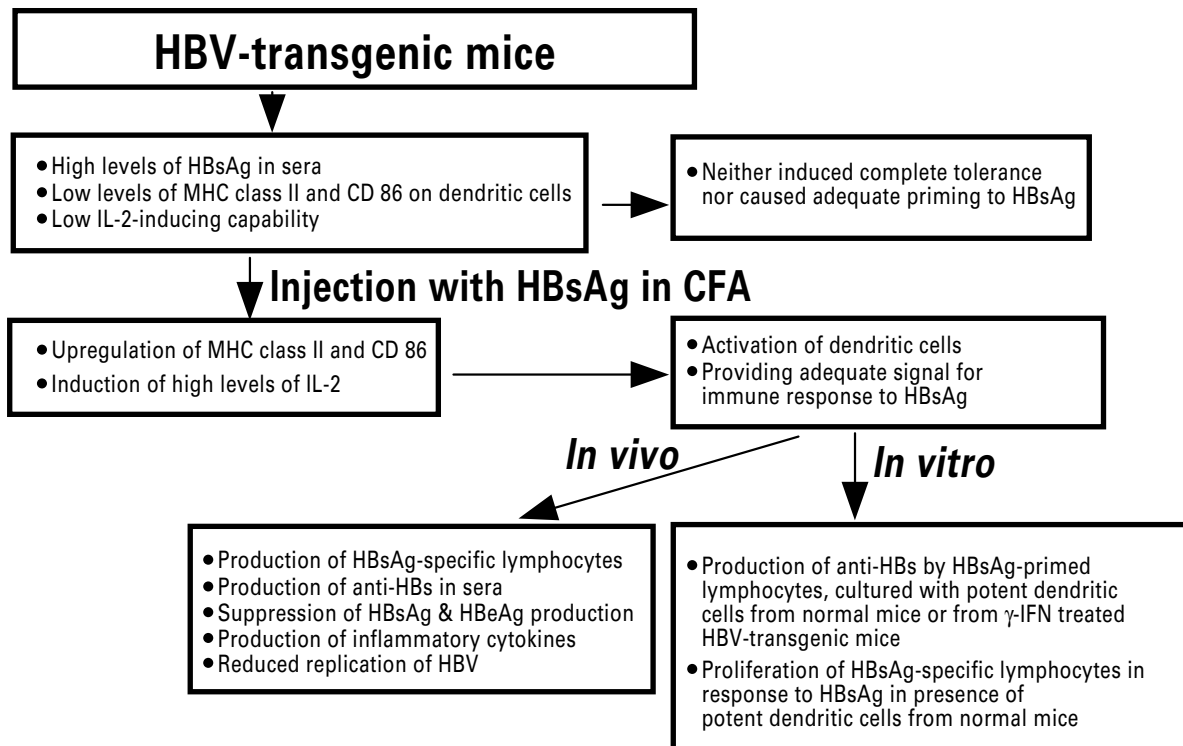 HBV-transgenic mice
• High levels of HBsAg in sera
• Low levels of MHC class II and CD 86 on dendritic cells
• Low IL-2-inducing capability
• Neither induced complete tolerance
nor caused adequate priming to HBsAg
Injection with HBsAg in CFA
• Upregulation of MHC class II and CD 86
• Induction of high levels of IL-2
• Activation of dendritic cells
• Providing adequate signal for
immune response to HBsAg
In vivo
In vitro
• Production of HBsAg-specific lymphocytes
• Production of anti-HBs in sera
• Suppression of HBsAg & HBeAg production
• Production of inflammatory cytokines
• Reduced replication of HBV
• Production of anti-HBs by HBsAg-primed
lymphocytes, cultured with potent dendritic
cells from normal mice or from γ-IFN treated
HBV-transgenic mice
• Proliferation of HBsAg-specific lymphocytes in
response to HBsAg in presence of
potent dendritic cells from normal mice